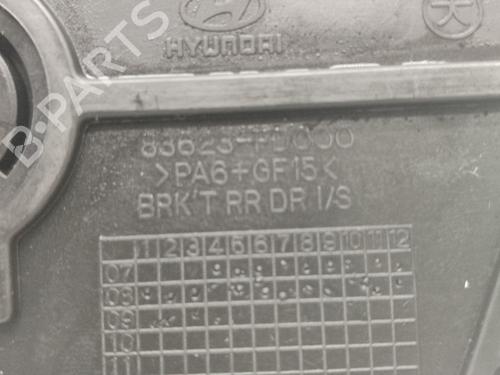 HYUNDAI
B-PARTS
>PA6+GF15<
BRK'T RR DR I/S
1 2 3 4 5 6 7 8 9 10 11 12
07
08
09
10
11